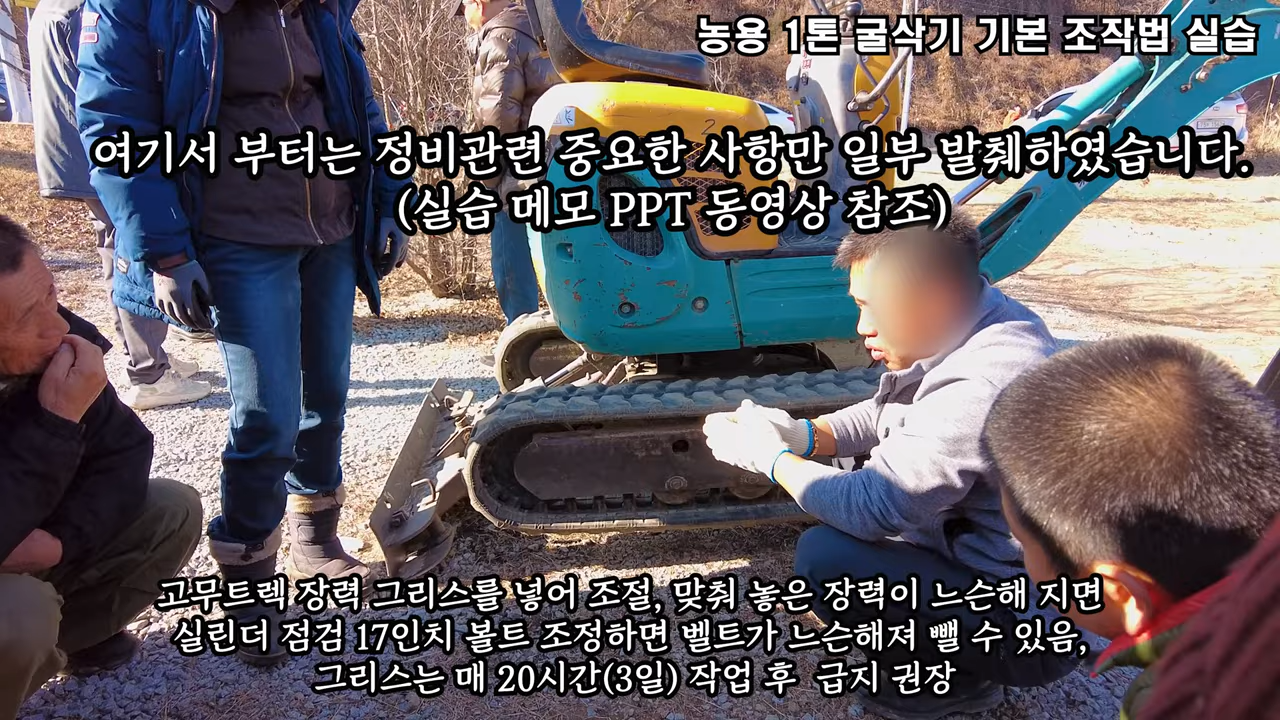 농용 1톤 굴삭기 기본 조작법 실습
여기서 부터는 정비관련 중요한 사항만 일부 발췌하였습니다.
(실습 메모 PPT 동영상 참조)
2
고무트렉 장력 그리스를 넣어 조절, 맞춰 놓은 장력이 느슨해 지면
실린더 점검 17인치 볼트 조정하면 벨트가 느슨해져 뺄 수 있음,
그리스는 매 20시간(3일) 작업 후 급지 권장